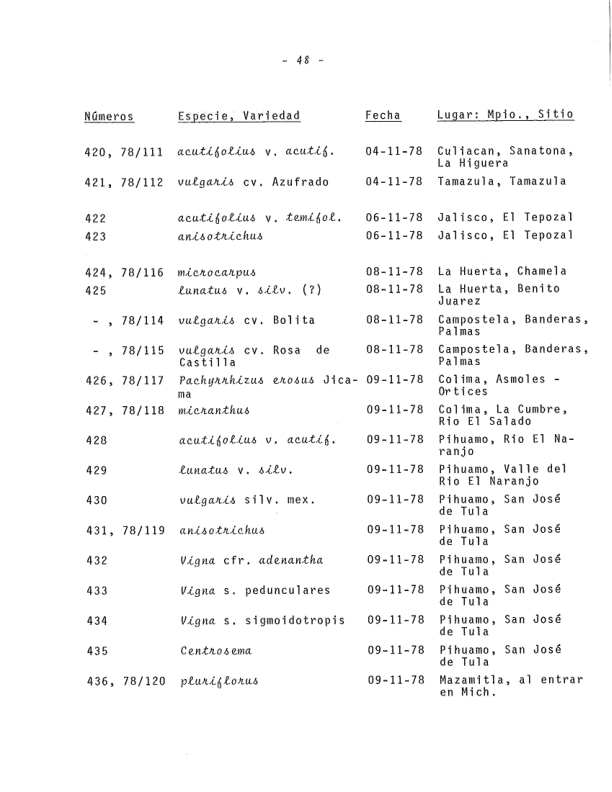 - 48 -
Números Especie, Variedad Fecha Lugar: Mpio., Sitio
420, 78/111 acutifolius v. acutif. 04-11-78 Culiacan, Sanatona,
La Higuera
421, 78/112 vulgaris cv. Azufrado 04-11-78 Tamazula, Tamazula
422 acutifolius v. temifol. 06-11-78 Jalisco, El Tepozal
423 anisotrichus 06-11-78 Jalisco, El Tepozal
424, 78/116 microcarpus 08-11-78 La Huerta, Chamela
425 lunatus v. silv. (?) 08-11-78 La Huerta, Benito
Juarez
- , 78/114 vulgaris cv. Bolita 08-11-78 Campostela, Banderas,
Palmas
- , 78/115 vulgaris cv. Rosa de 08-11-78 Campostela, Banderas,
Castilla Palmas
426, 78/117 Pachyrrhizus erosus Jica- 09-11-78 Colima, Asmoles -
ma Ortices
427, 78/118 micranthus 09-11-78 Colima, La Cumbre,
Rio El Salado
428 acutifolius v. acutif. 09-11-78 Pihuamo, Rio El Na-
ranjo
429 lunatus v. silv. 09-11-78 Pihuamo, Valle del
Rio El Naranjo
430 vulgaris silv. mex. 09-11-78 Pihuamo, San José
de Tula
431, 78/119 anisotrichus 09-11-78 Pihuamo, San José
de Tula
432 Vigna cfr. adenantha 09-11-78 Pihuamo, San José
de Tula
433 Vigna s. pedunculares 09-11-78 Pihuamo, San José
de Tula
434 Vigna s. sigmoidotropis 09-11-78 Pihuamo, San José
de Tula
435 Centrosema 09-11-78 Pihuamo, San José
de Tula
436, 78/120 pluriflorus 09-11-78 Mazamitla, al entrar
en Mich.